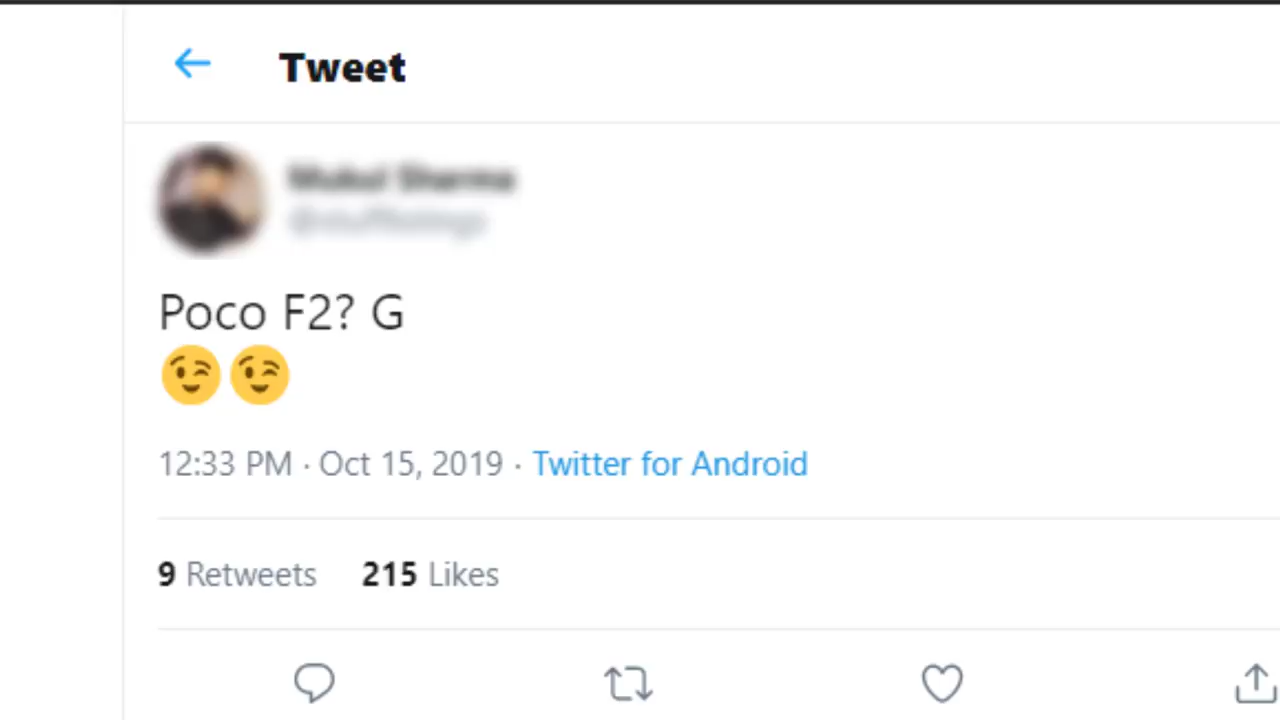 Tweet
Poco F2? G
😉😉
12:33 PM · Oct 15, 2019 · Twitter for Android
9 Retweets 215 Likes